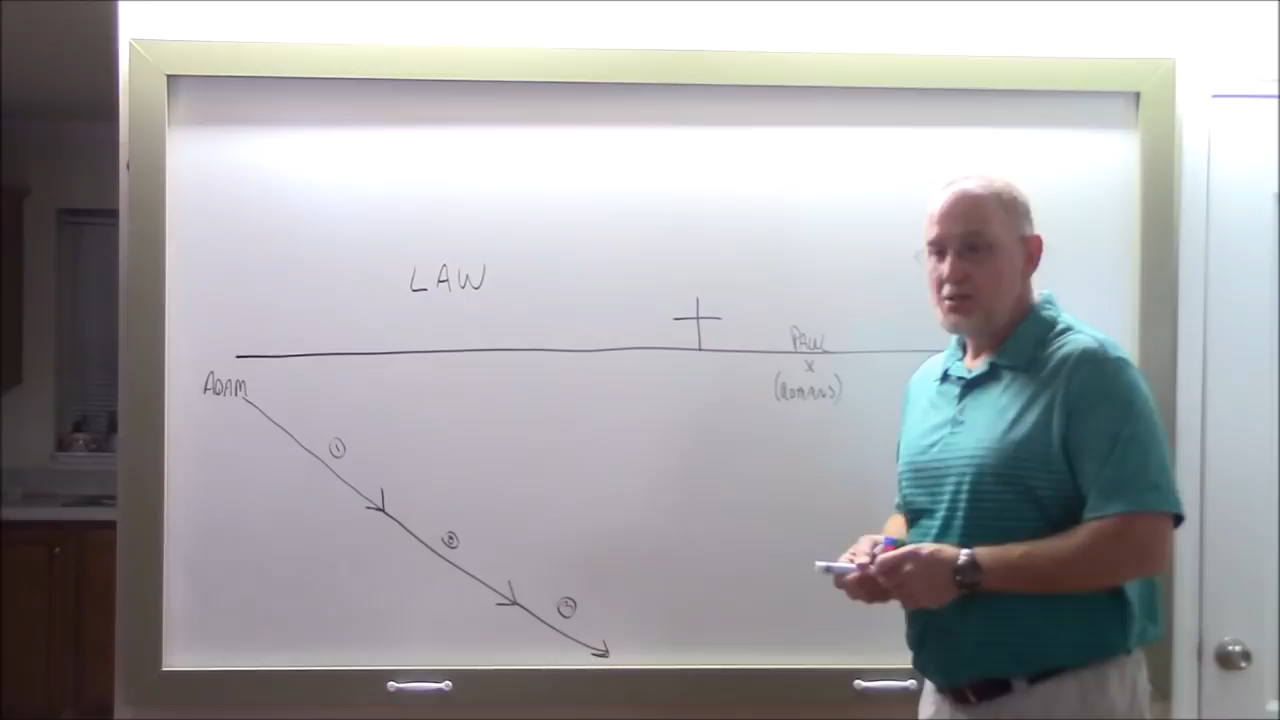 LAW
PAUL
x
ADAM
(ROMANS)
①
②
③